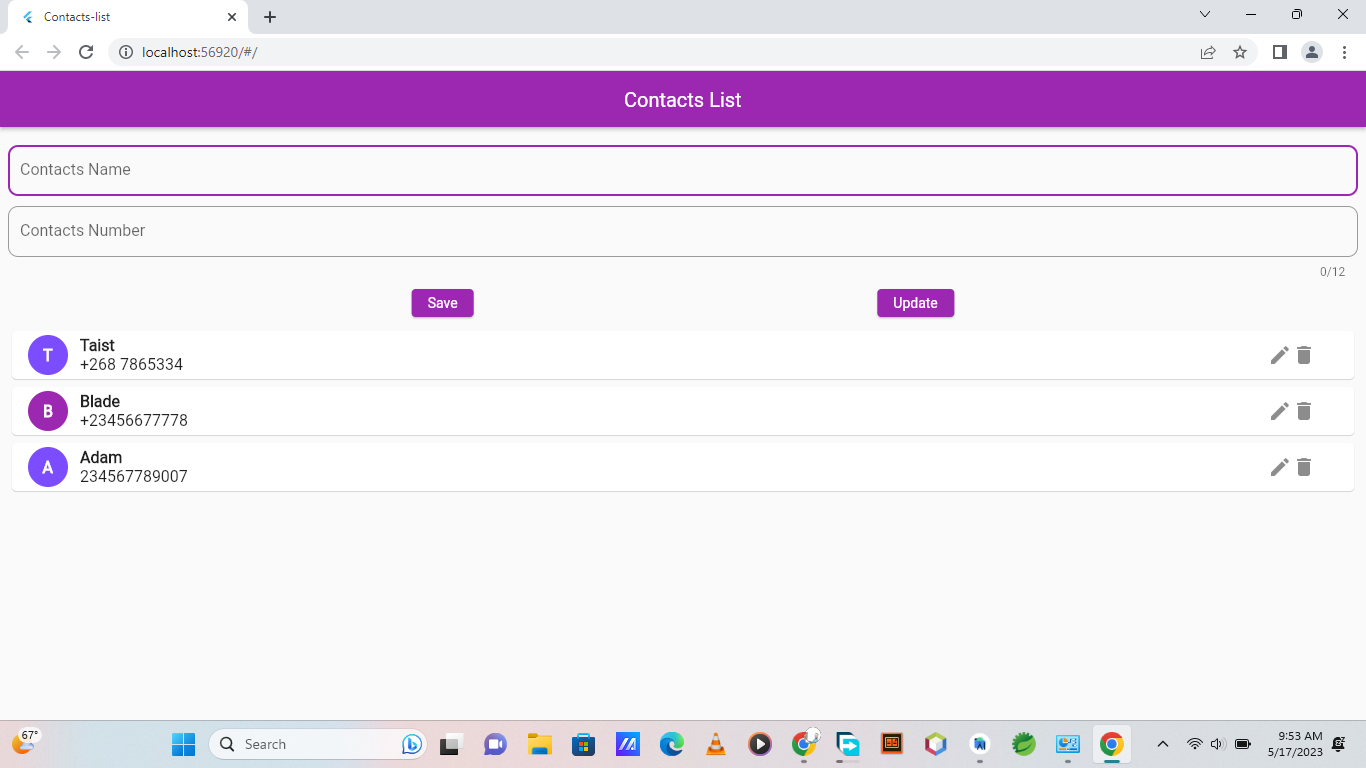 Contacts-list
localhost:56920/#/
Contacts List
Contacts Name
Contacts Number
0/12
Save Update
T Taist
+268 7865334
B Blade
+23456677778
A Adam
234567789007
67°
Search
9:53 AM
5/17/2023